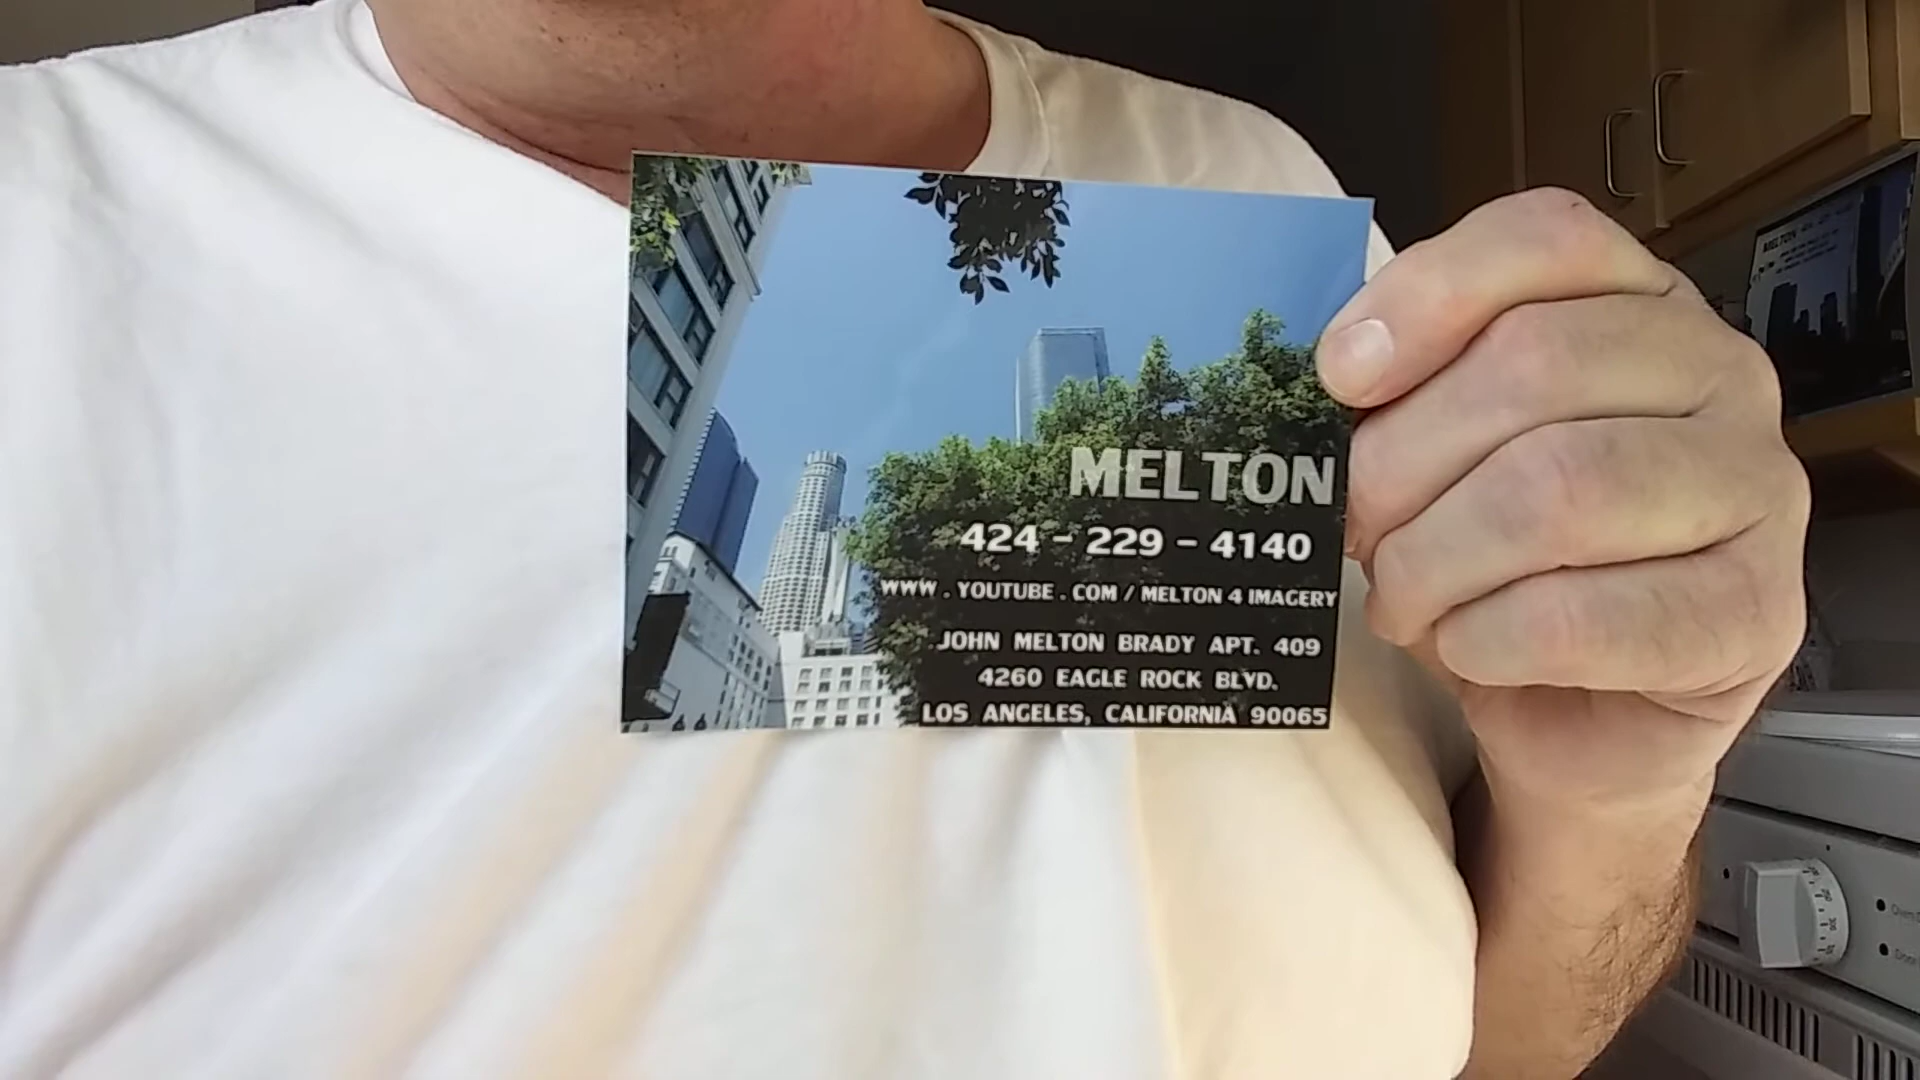 MELTON
424 - 229 - 4140
WWW . YOUTUBE . COM / MELTON 4 IMAGERY
JOHN MELTON BRADY APT. 409
4260 EAGLE ROCK BLVD.
LOS ANGELES, CALIFORNIA 90065
MELTON